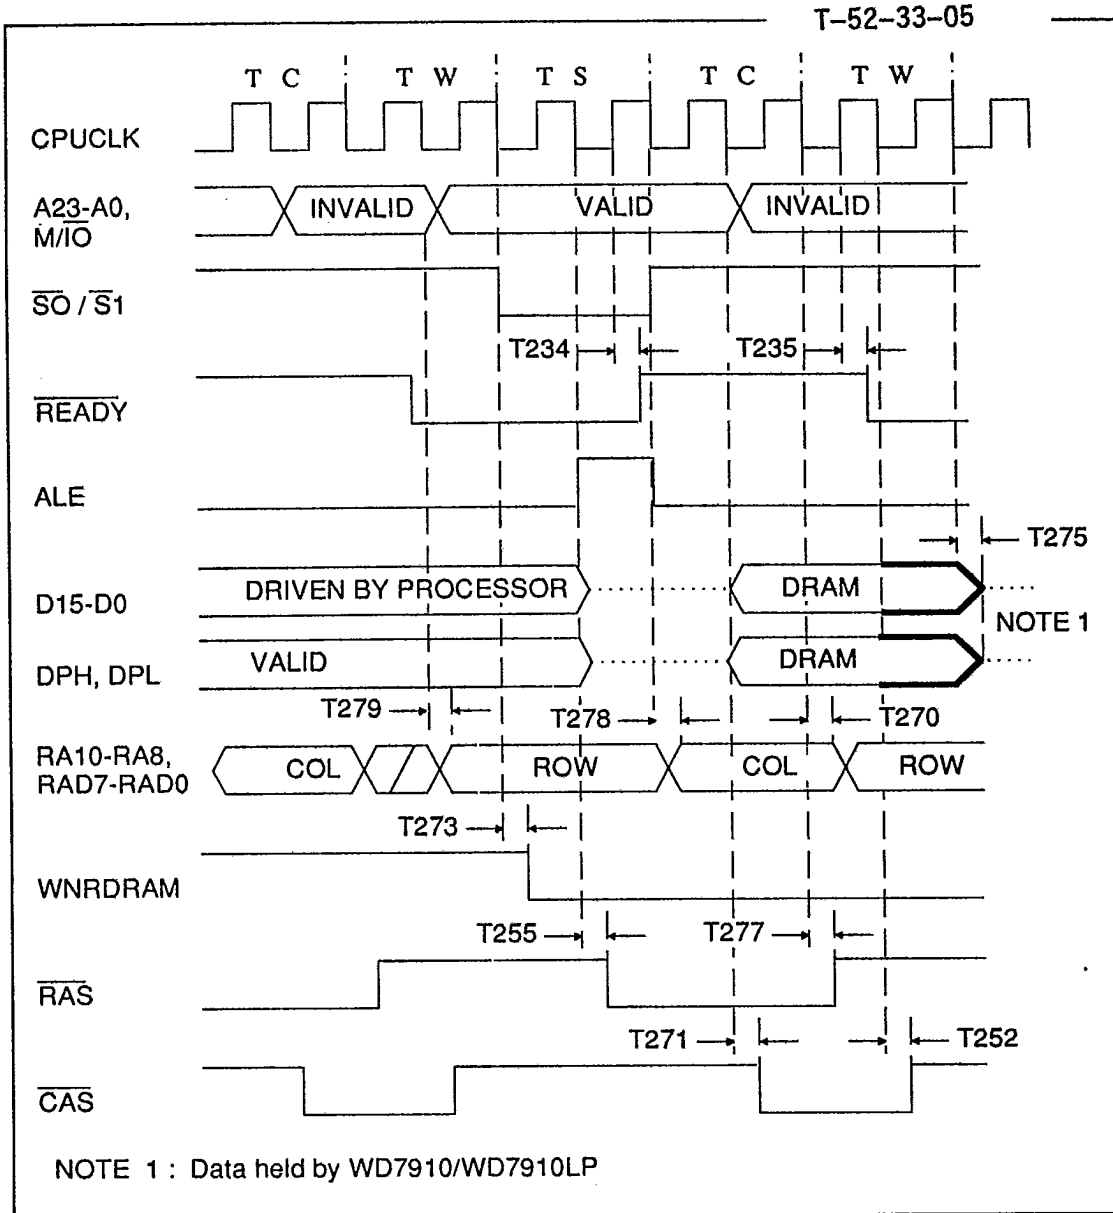 T-52-33-05
T C T W T S T C T W
CPUCLK
A23-A0,
M/IO
INVALID VALID INVALID
SO / S1
T234 T235
READY
ALE
T275
D15-D0
DRIVEN BY PROCESSOR DRAM
NOTE 1
DPH, DPL
VALID DRAM
T279 T278 T270
RA10-RA8,
RAD7-RAD0
COL ROW COL ROW
T273
WNRDRAM
T255 T277
RAS
T271 T252
CAS
NOTE 1 : Data held by WD7910/WD7910LP